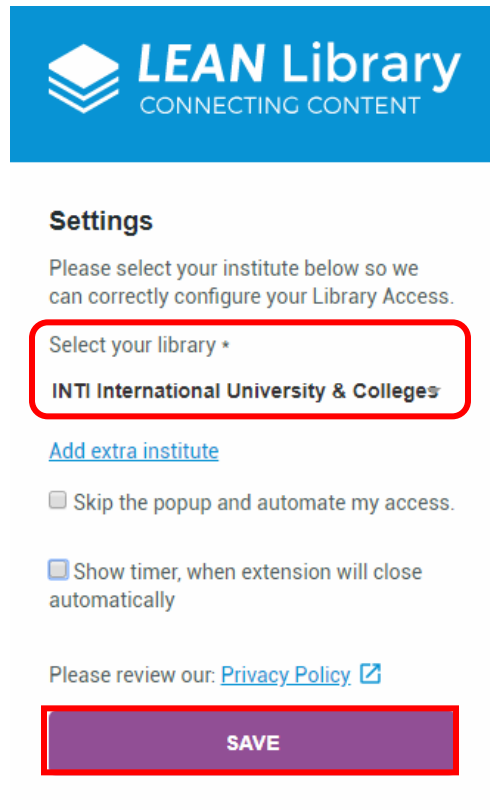 LEAN Library
CONNECTING CONTENT
Settings
Please select your institute below so we
can correctly configure your Library Access.
Select your library *
INTI International University & Colleges
Add extra institute
Skip the popup and automate my access.
Show timer, when extension will close
automatically
Please review our: Privacy Policy
SAVE